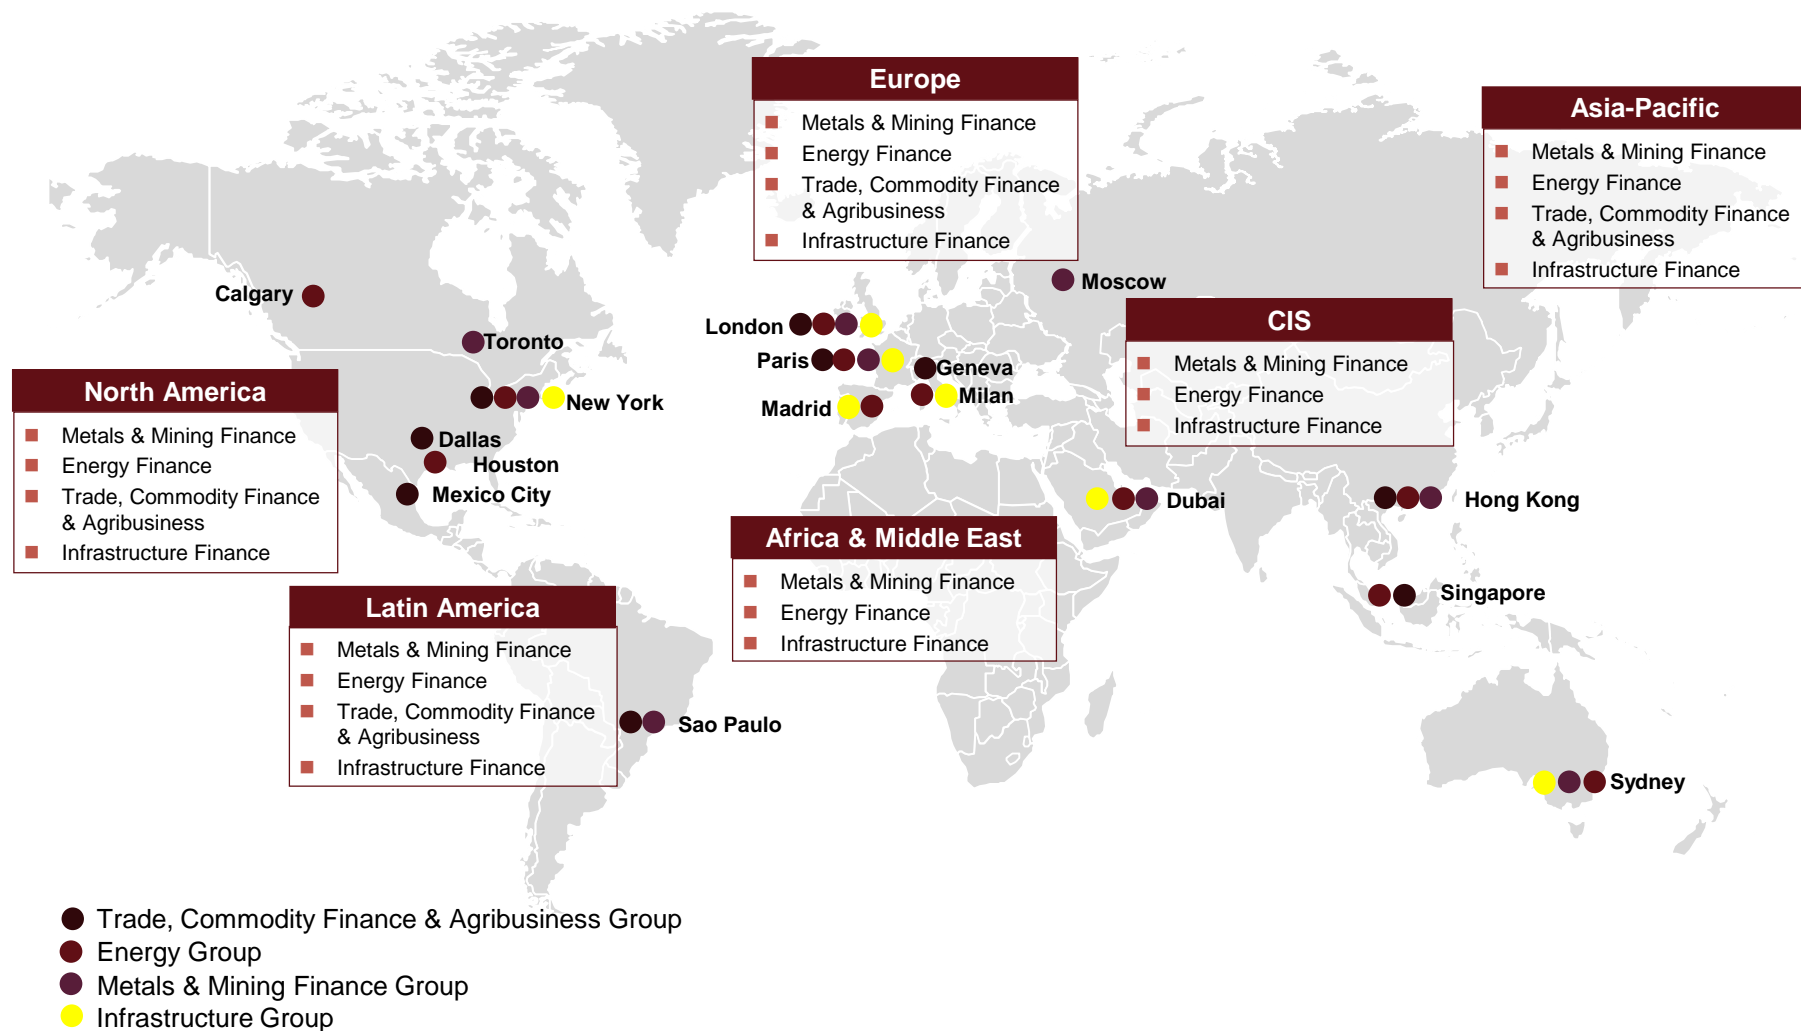 Europe
Metals & Mining Finance
Energy Finance
Trade, Commodity Finance
& Agribusiness
Infrastructure Finance
Asia-Pacific
Metals & Mining Finance
Energy Finance
Trade, Commodity Finance
& Agribusiness
Infrastructure Finance
Calgary
Toronto
Moscow
London
Paris
Geneva
Madrid
Milan
CIS
Metals & Mining Finance
Energy Finance
Infrastructure Finance
North America
Metals & Mining Finance
Energy Finance
Trade, Commodity Finance
& Agribusiness
Infrastructure Finance
New York
Dallas
Houston
Mexico City
Dubai
Hong Kong
Singapore
Africa & Middle East
Metals & Mining Finance
Energy Finance
Infrastructure Finance
Latin America
Metals & Mining Finance
Energy Finance
Trade, Commodity Finance
& Agribusiness
Infrastructure Finance
Sao Paulo
Sydney
Trade, Commodity Finance & Agribusiness Group
Energy Group
Metals & Mining Finance Group
Infrastructure Group